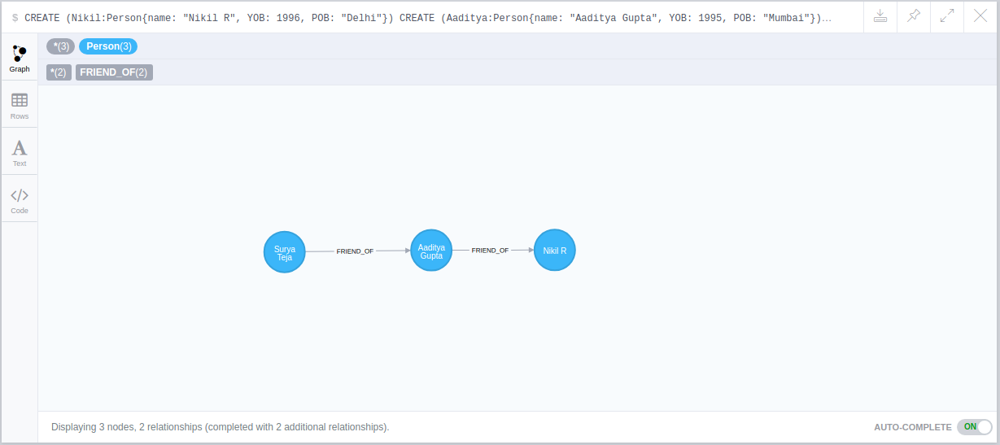 $ CREATE (Nikil:Person{name: "Nikil R", YOB: 1996, POB: "Delhi"}) CREATE (Aaditya:Person{name: "Aaditya Gupta", YOB: 1995, POB: "Mumbai"})...
*(3) Person(3)
*(2) FRIEND_OF(2)
Graph
Rows
Text
Code
Surya
Teja
FRIEND_OF
Aaditya
Gupta
FRIEND_OF
Nikil R
Displaying 3 nodes, 2 relationships (completed with 2 additional relationships).
AUTO-COMPLETE ON